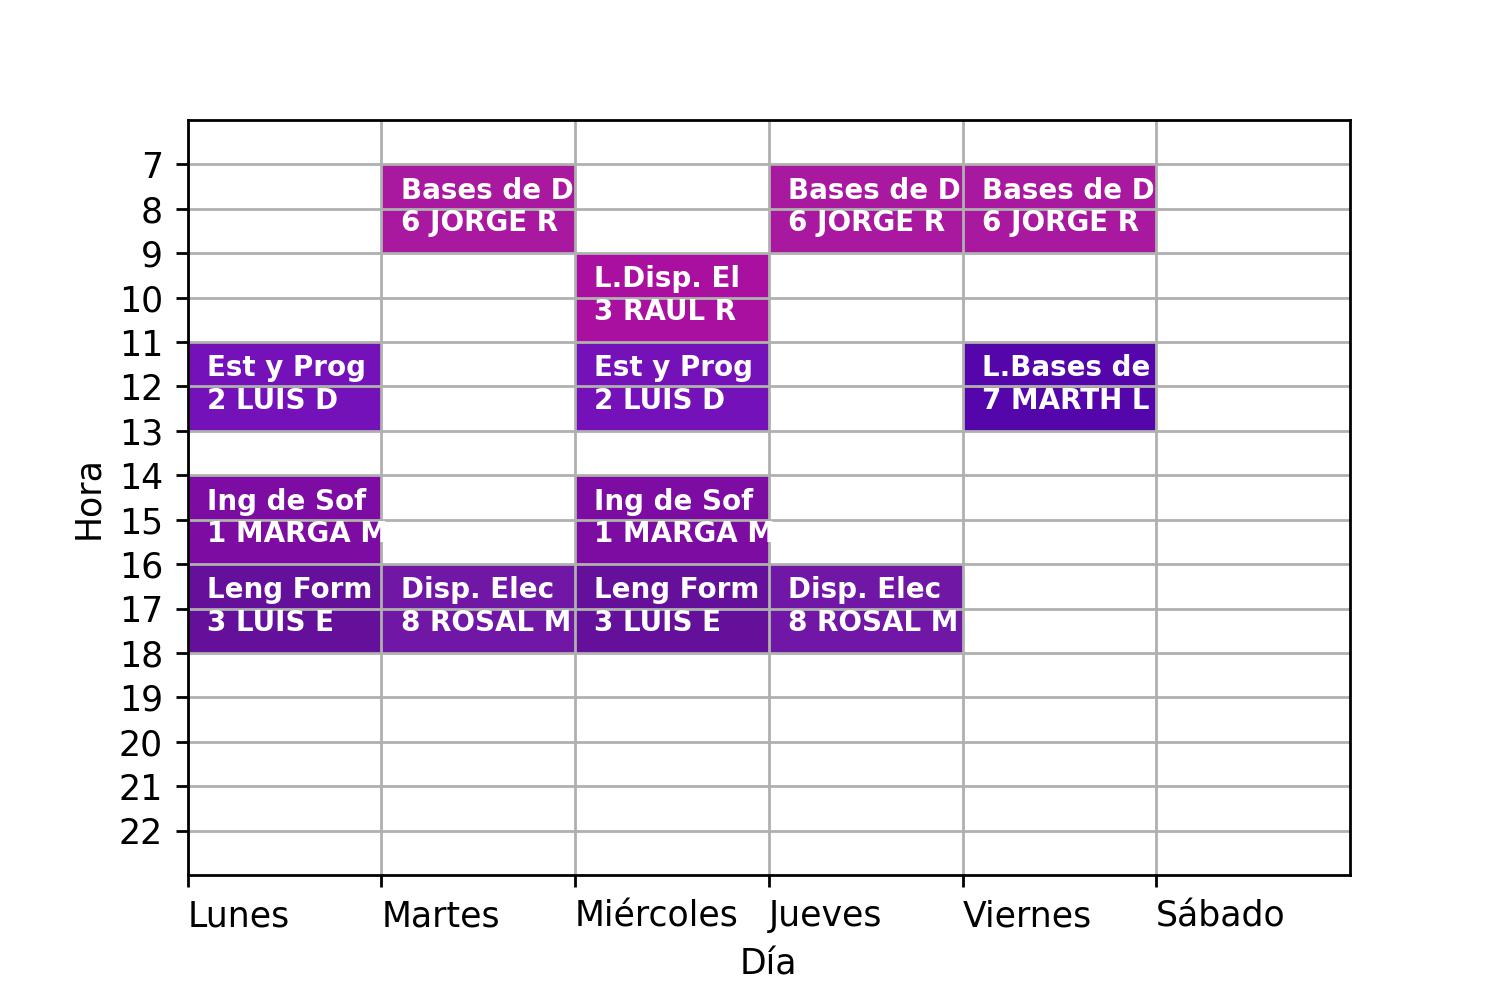 7
Bases de D
Bases de D
Bases de D
8
6 JORGE R
6 JORGE R
6 JORGE R
9
L.Disp. El
10
3 RAUL R
11
Est y Prog
Est y Prog
L.Bases de
12
2 LUIS D
2 LUIS D
7 MARTH L
13
14
Ing de Sof
Ing de Sof
15
1 MARGA M
1 MARGA M
16
Leng Form
Disp. Elec
Leng Form
Disp. Elec
17
3 LUIS E
8 ROSAL M
3 LUIS E
8 ROSAL M
18
19
20
21
22
Hora
Lunes
Martes
Miércoles
Jueves
Viernes
Sábado
Día